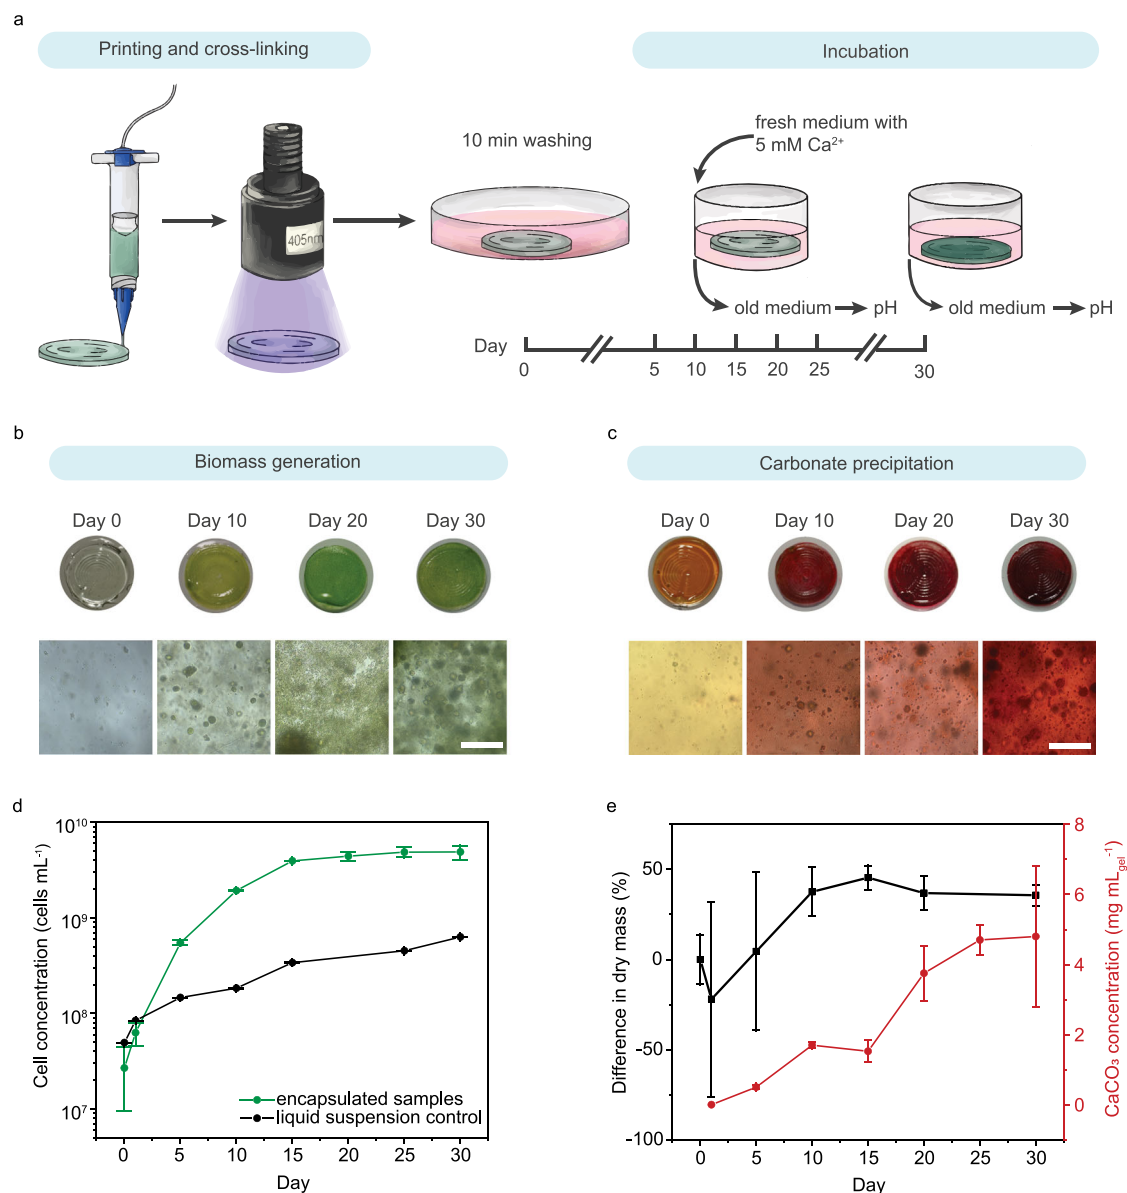 a
Printing and cross-linking
Incubation
405nm
10 min washing
fresh medium with
5 mM Ca²⁺
old medium
pH
old medium
pH
Day
0
5
10
15
20
25
30
b
Biomass generation
Day 0
Day 10
Day 20
Day 30
c
Carbonate precipitation
Day 0
Day 10
Day 20
Day 30
d
Cell concentration (cells mL⁻¹)
10¹⁰
10⁹
10⁸
10⁷
encapsulated samples
liquid suspension control
0
5
10
15
20
25
30
Day
e
Difference in dry mass (%)
50
0
-50
-100
8
6
4
2
0
CaCO₃ concentration (mg mL_gel⁻¹)
0
5
10
15
20
25
30
Day